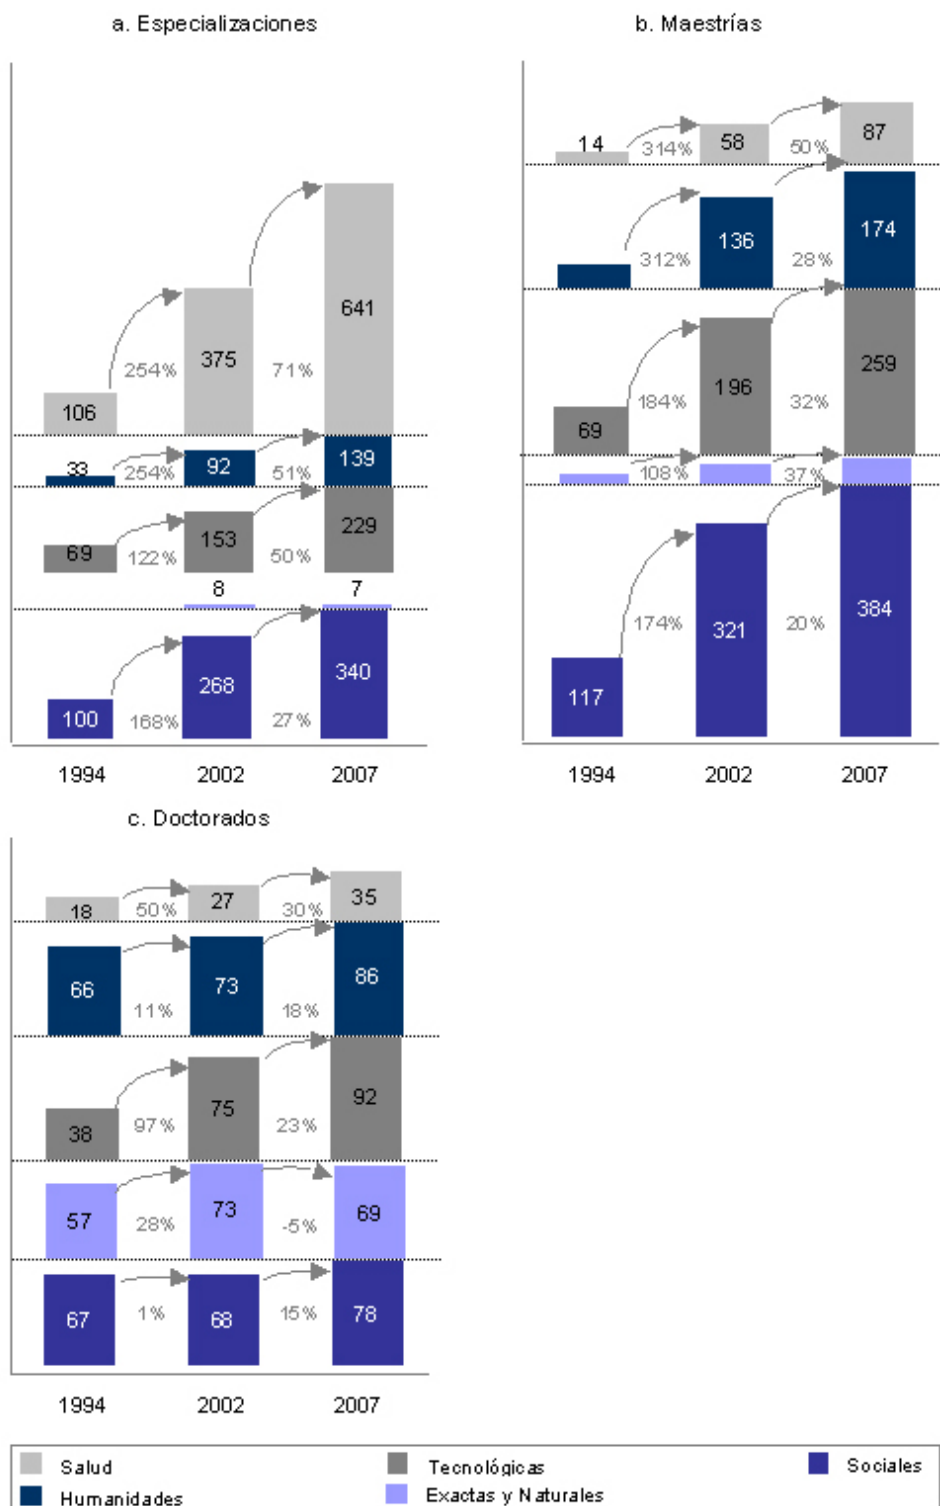 a. Especializaciones
106 254% 375 71% 641
33 254% 92 51% 139
69 122% 153 50% 229
8 7
100 168% 268 27% 340
1994 2002 2007
b. Maestrías
14 314% 58 50% 87
312% 136 28% 174
69 184% 196 32% 259
108% 37%
117 174% 321 20% 384
1994 2002 2007
c. Doctorados
18 50% 27 30% 35
66 11% 73 18% 86
38 97% 75 23% 92
57 28% 73 -5% 69
67 1% 68 15% 78
1994 2002 2007
Salud Tecnológicas Sociales
Humanidades Exactas y Naturales